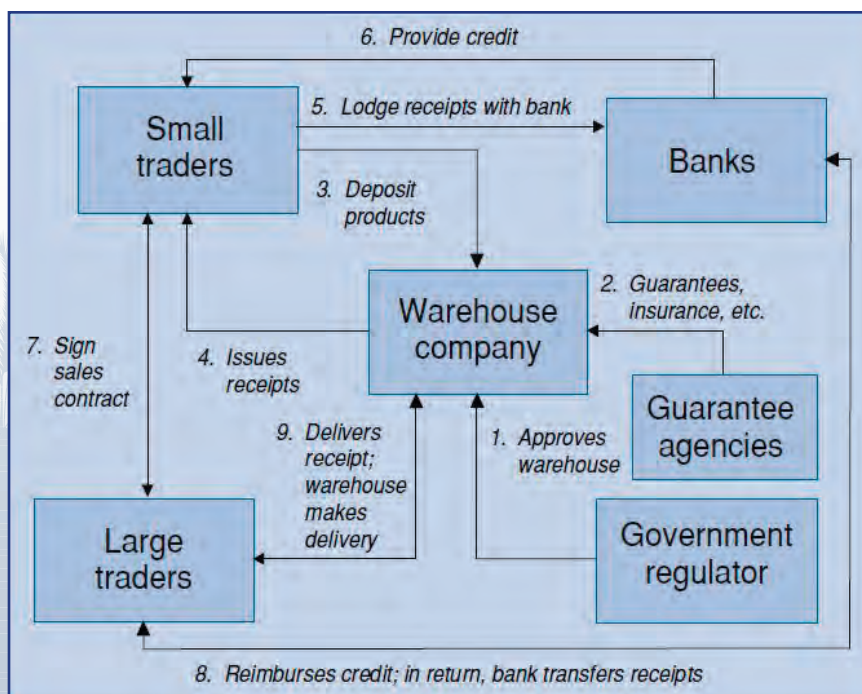 6. Provide credit
Small
traders
5. Lodge receipts with bank
Banks
3. Deposit
products
2. Guarantees,
insurance, etc.
Warehouse
company
7. Sign
sales
contract
4. Issues
receipts
Guarantee
agencies
9. Delivers
receipt;
warehouse
makes
delivery
1. Approves
warehouse
Large
traders
Government
regulator
8. Reimburses credit; in return, bank transfers receipts